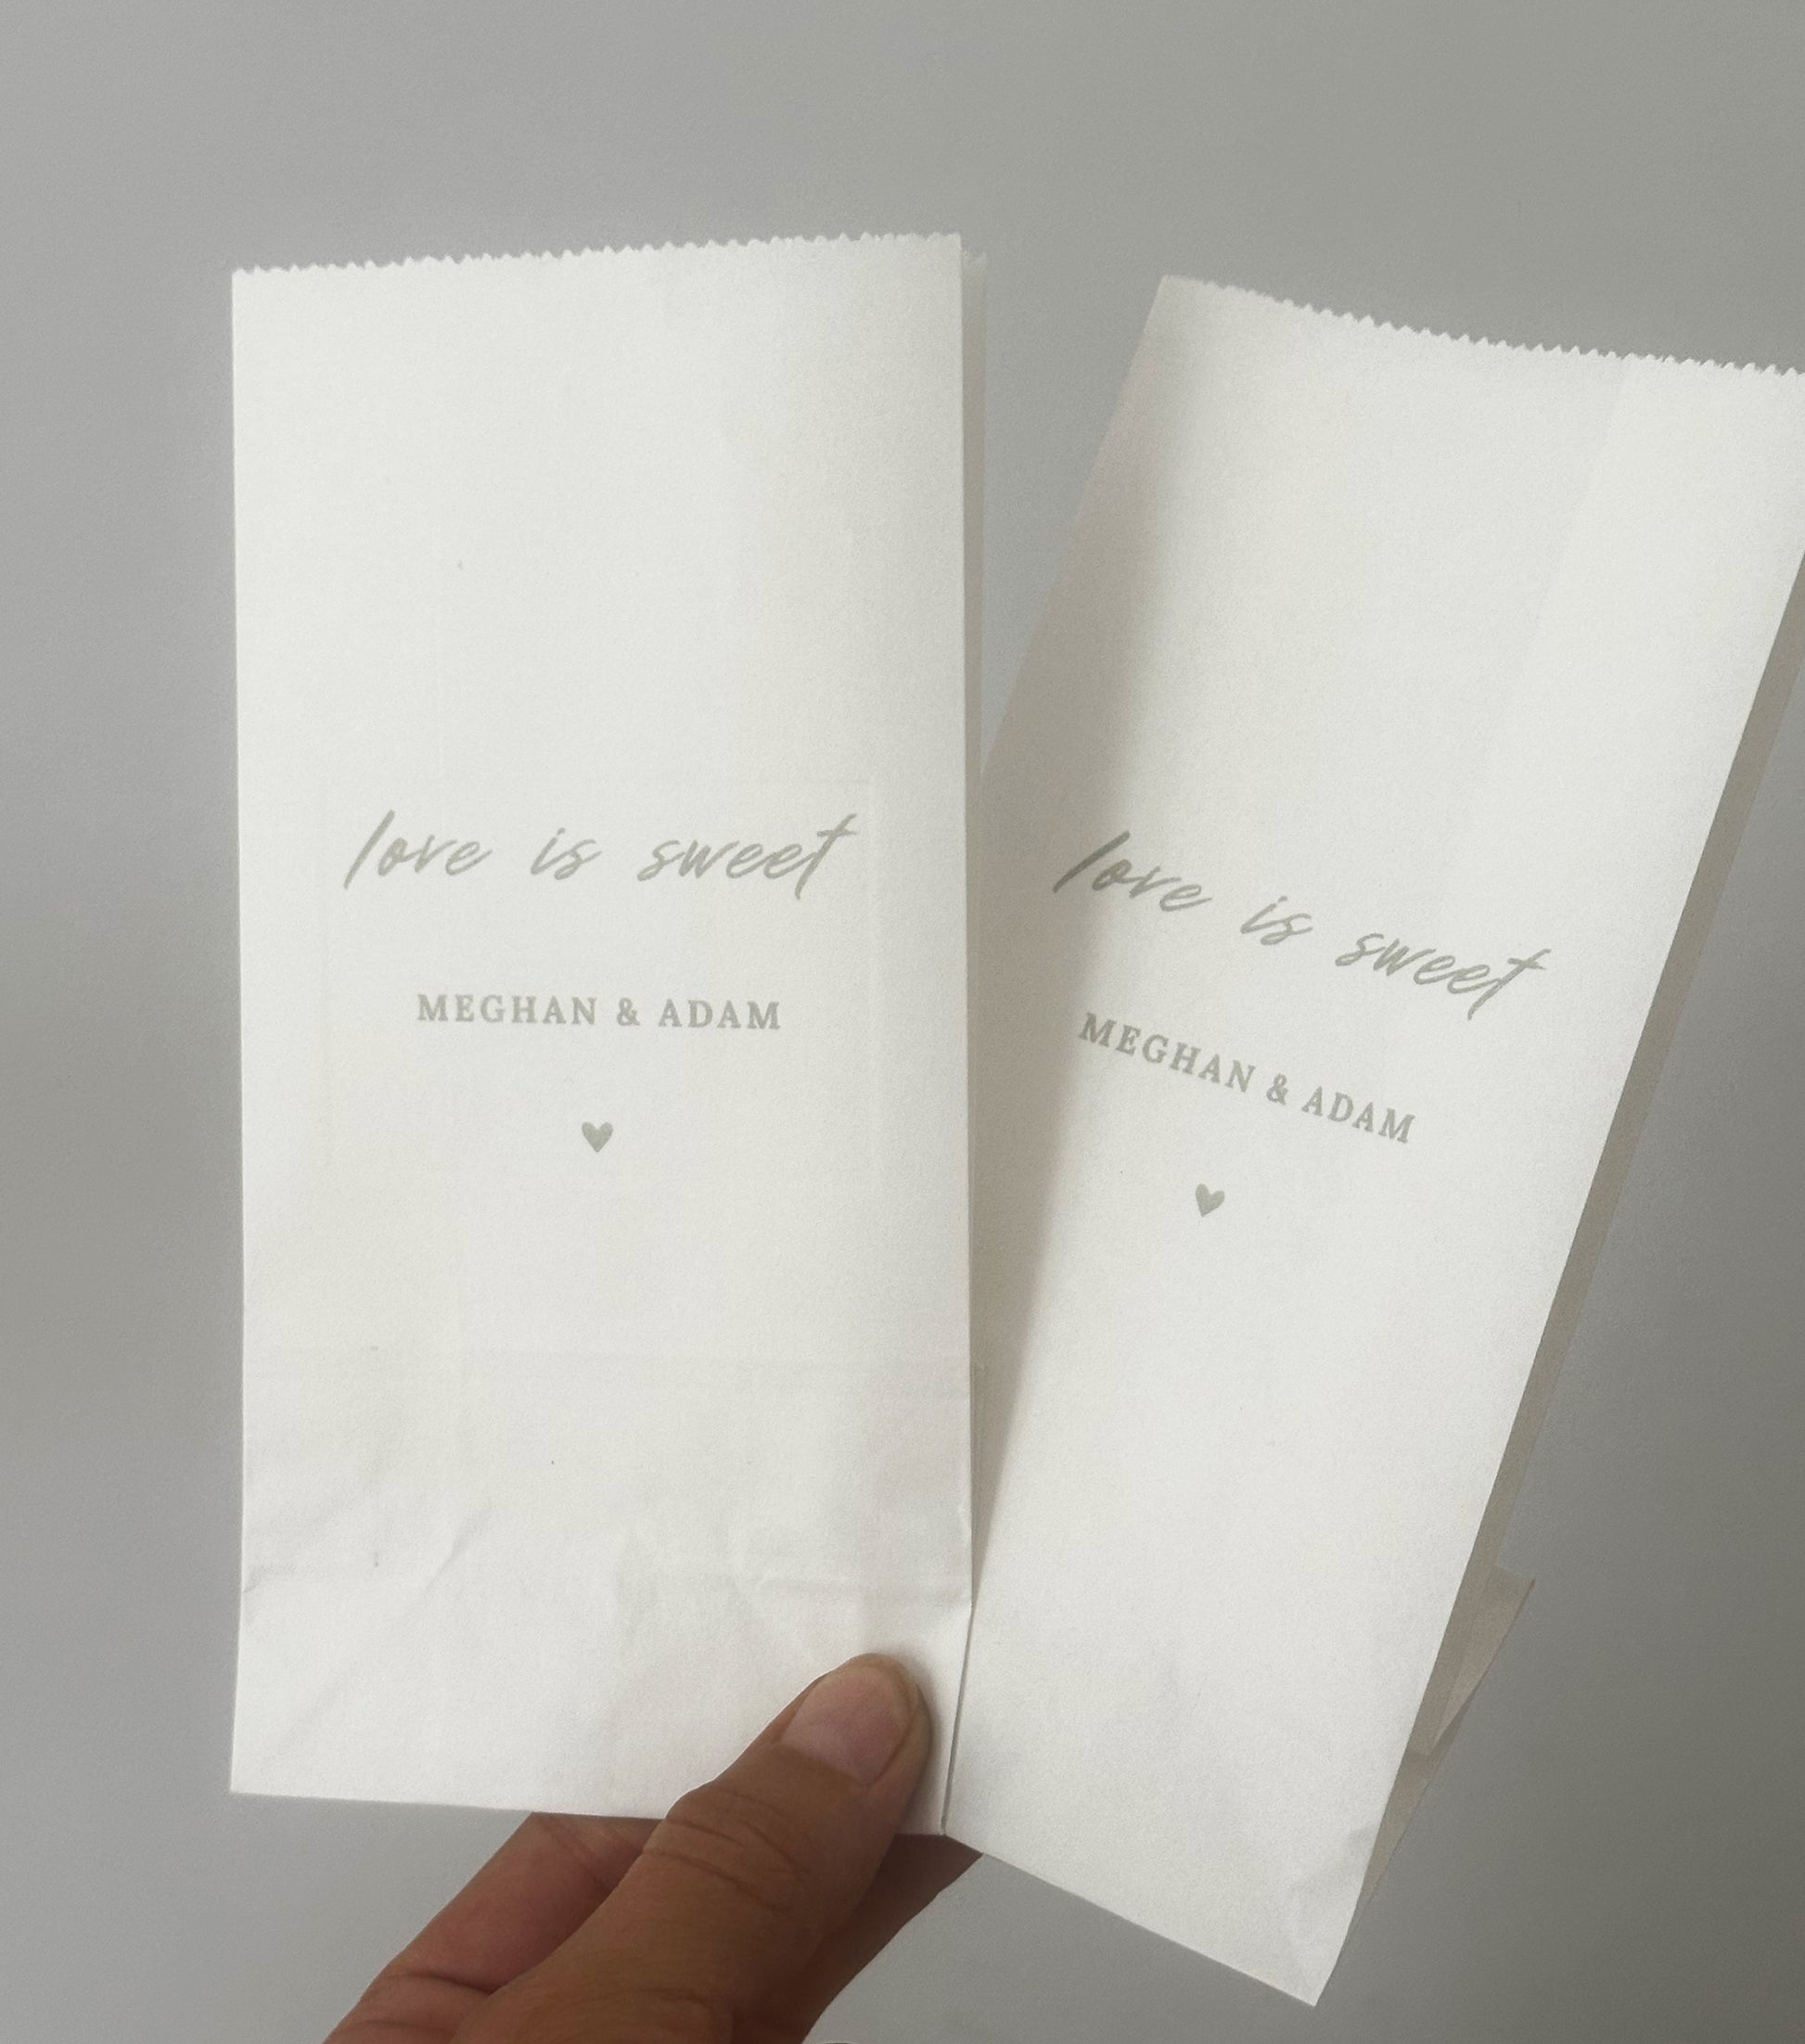 love is sweet
MEGHAN & ADAM
love is sweet
MEGHAN & ADAM